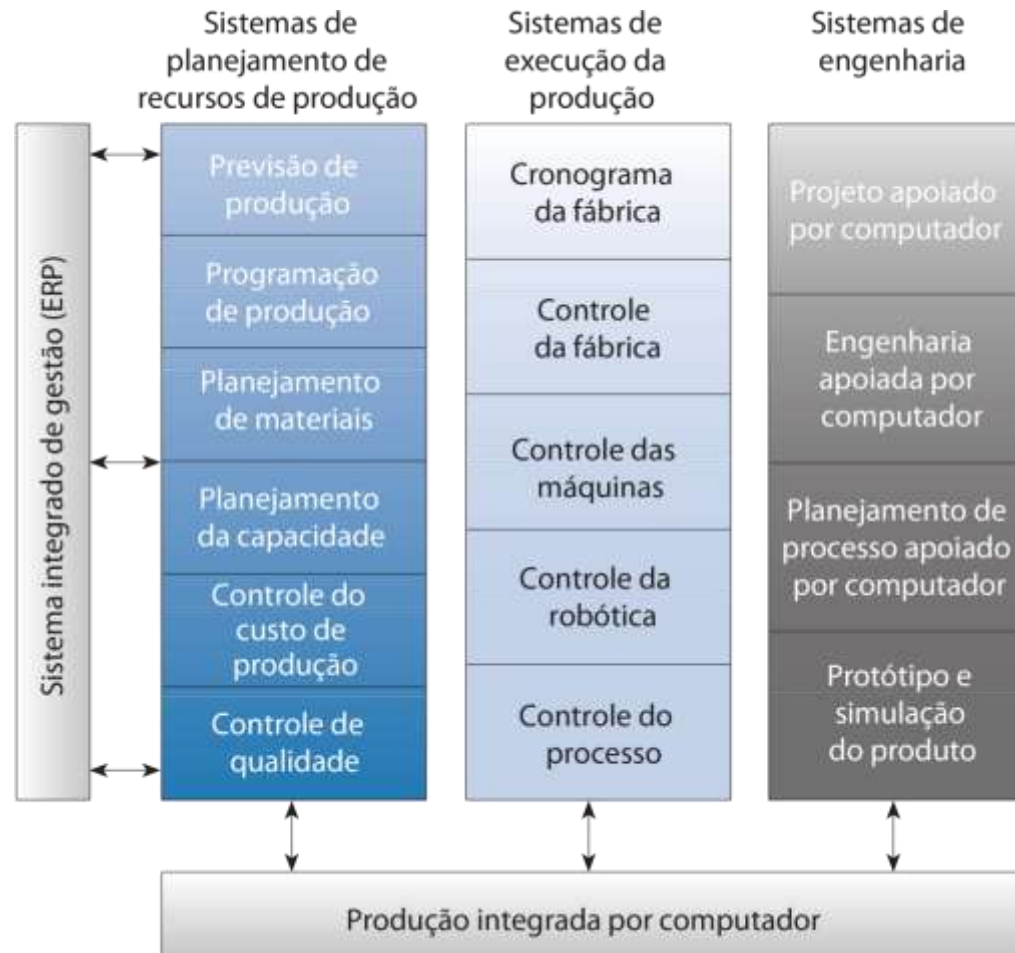 Sistemas de
planejamento de
recursos de produção
Sistemas de
execução da
produção
Sistemas de
engenharia
Sistema integrado de gestão (ERP)
Previsão de
produção
Programação
de produção
Planejamento
de materiais
Planejamento
da capacidade
Controle do
custo de
produção
Controle de
qualidade
Cronograma
da fábrica
Controle
da fábrica
Controle das
máquinas
Controle da
robótica
Controle do
processo
Projeto apoiado
por computador
Engenharia
apoiada por
computador
Planejamento de
processo apoiado
por computador
Protótipo e
simulação
do produto
Produção integrada por computador